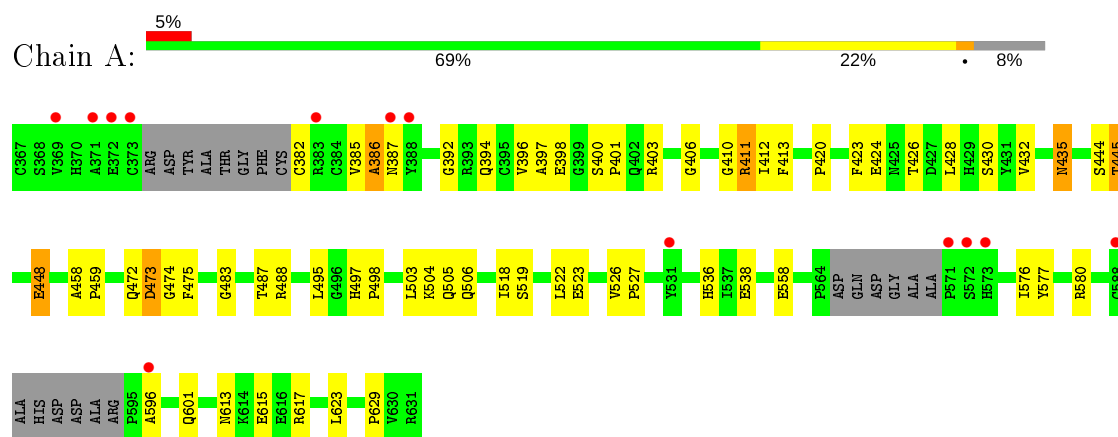 5%
Chain A:
69% 22% • 8%
C367 S368 V369 H370 A371 E372 C373 ARG ASP TYR ALA THR GLY PHE CYS C382 R383 C384 V385 A386 N387 Y388 G392 R393 Q394 C395 V396 A397 E398 G399 S400 P401 Q402 R403 G406 G410 R411 I412 F413 P420 F423 E424 N425 T426 D427 L428 H429 S430 Y431 V432 N435 S444 T445
E448 A458 P459 Q472 D473 G474 F475 G483 T487 R488 L495 G496 H497 P498 L503 K504 Q505 Q506 I518 S519 L522 E523 V526 P527 Y531 H536 I537 E538 E558 P564 ASP GLN ASP GLY ALA ALA P571 S572 H573 I576 Y577 R580 C588
ALA HIS ASP ASP ALA ARG P595 A596 Q601 N613 K614 E615 E616 R617 L623 P629 V630 R631